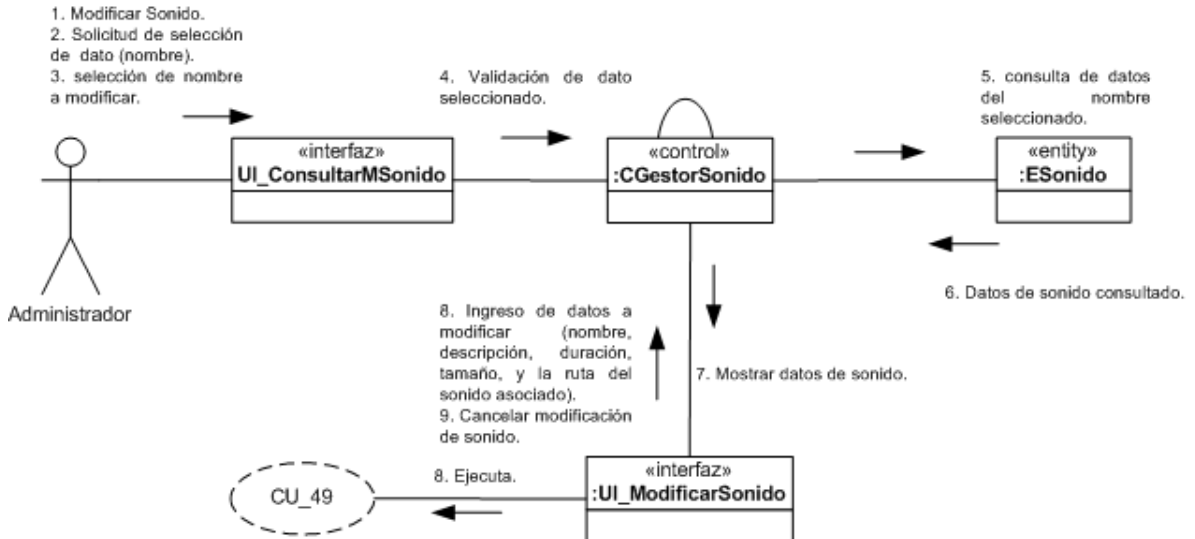 1. Modificar Sonido.
2. Solicitud de selección
de dato (nombre).
3. selección de nombre
a modificar.
4. Validación de dato
seleccionado.
5. consulta de datos
del nombre
seleccionado.
«interfaz»
UI_ConsultarMSonido
«control»
:CGestorSonido
«entity»
:ESonido
Administrador
6. Datos de sonido consultado.
8. Ingreso de datos a
modificar (nombre,
descripción, duración,
tamaño, y la ruta del
sonido asociado).
9. Cancelar modificación
de sonido.
7. Mostrar datos de sonido.
CU_49
8. Ejecuta.
«interfaz»
:UI_ModificarSonido